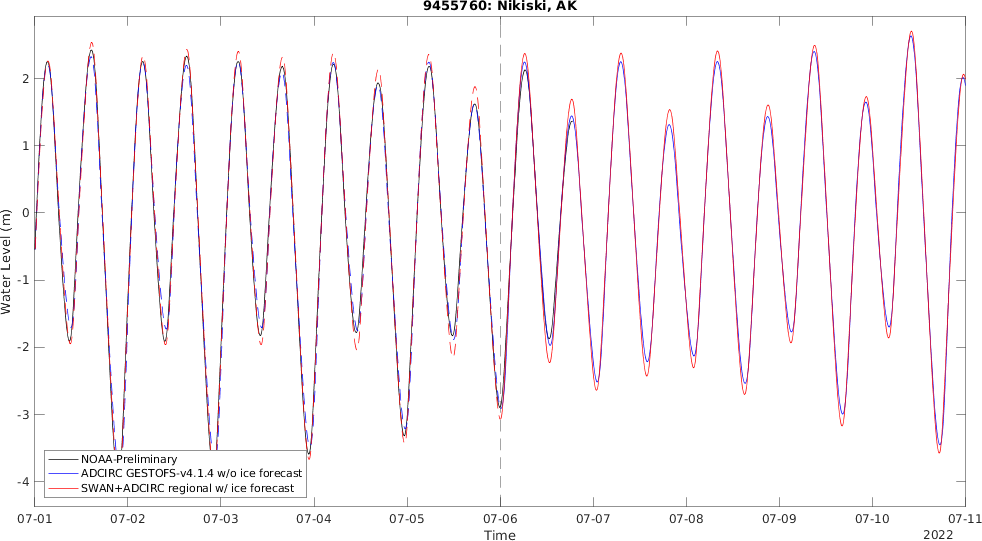 9455760: Nikiski, AK
Water Level (m)
2
1
0
-1
-2
-3
-4
NOAA-Preliminary
ADCIRC GESTOFS-v4.1.4 w/o ice forecast
SWAN+ADCIRC regional w/ ice forecast
07-01 07-02 07-03 07-04 07-05 07-06 07-07 07-08 07-09 07-10 07-11
Time
2022